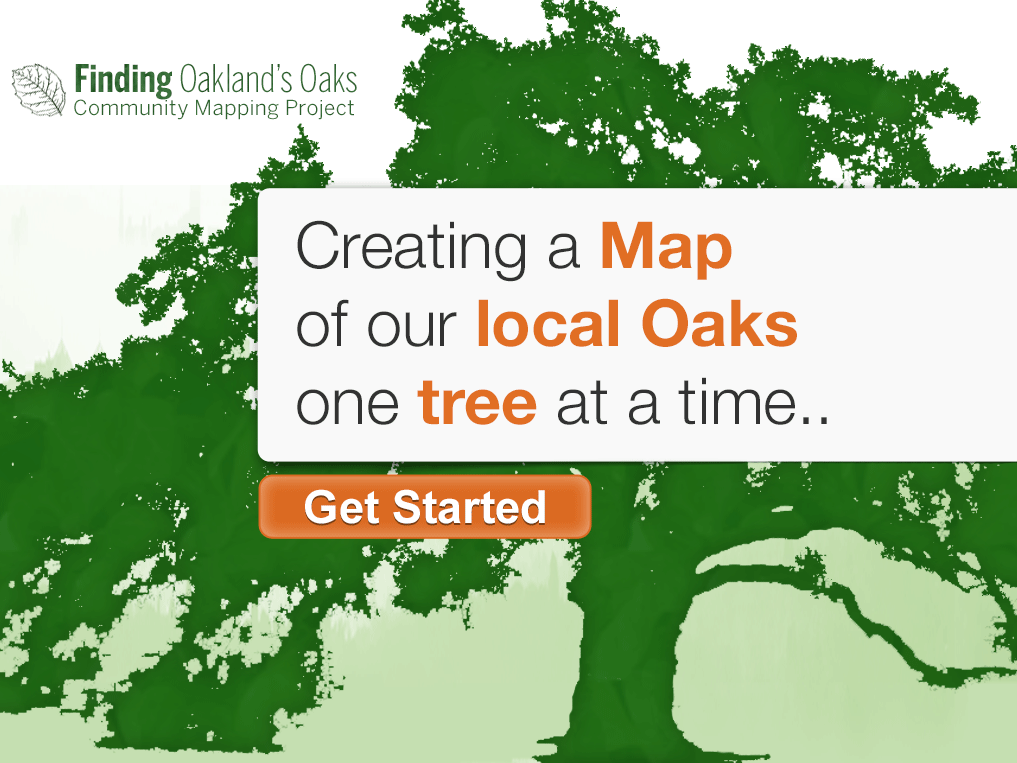 Finding Oakland's Oaks
Community Mapping Project
Creating a Map
of our local Oaks
one tree at a time..
Get Started